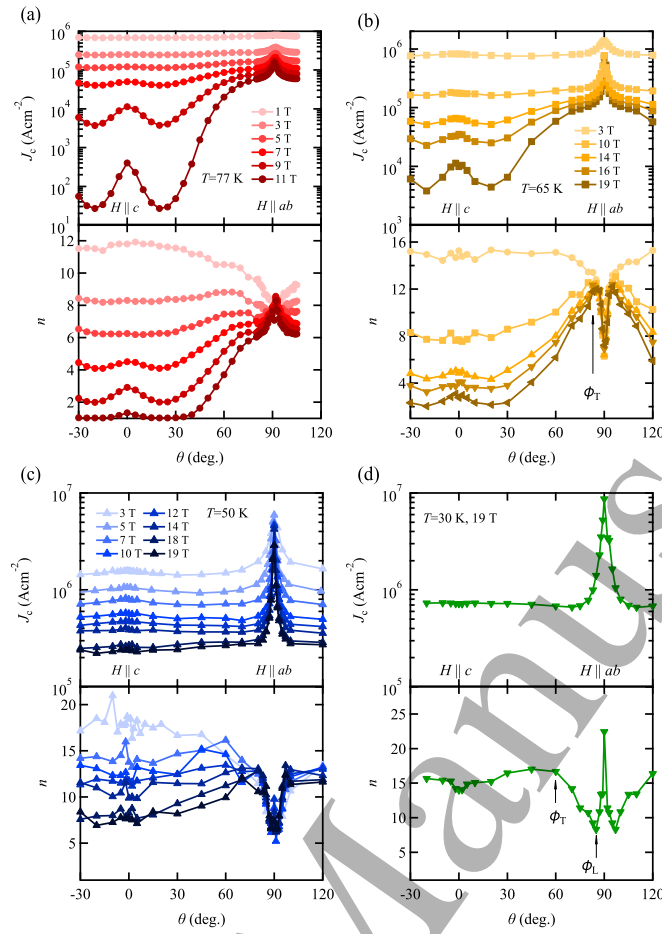 (a)
10^6
10^5
10^4
10^3
10^2
10^1
J_c (Acm^-2)
1 T
3 T
5 T
7 T
9 T
11 T
T=77 K
H || c
H || ab
12
10
8
6
4
2
n
-30
0
30
60
90
120
θ (deg.)
(b)
10^6
10^5
10^4
10^3
J_c (Acm^-2)
3 T
10 T
14 T
16 T
19 T
T=65 K
H || c
H || ab
16
12
8
4
n
ϕ_T
-30
0
30
60
90
120
θ (deg.)
(c)
10^7
10^6
10^5
J_c (Acm^-2)
3 T 12 T
5 T 14 T
7 T 18 T
10 T 19 T
T=50 K
H || c
H || ab
20
15
10
5
n
-30
0
30
60
90
120
θ (deg.)
(d)
10^7
10^6
10^5
J_c (Acm^-2)
T=30 K, 19 T
H || c
H || ab
25
20
15
10
5
n
ϕ_T
ϕ_L
-30
0
30
60
90
120
θ (deg.)
Manus